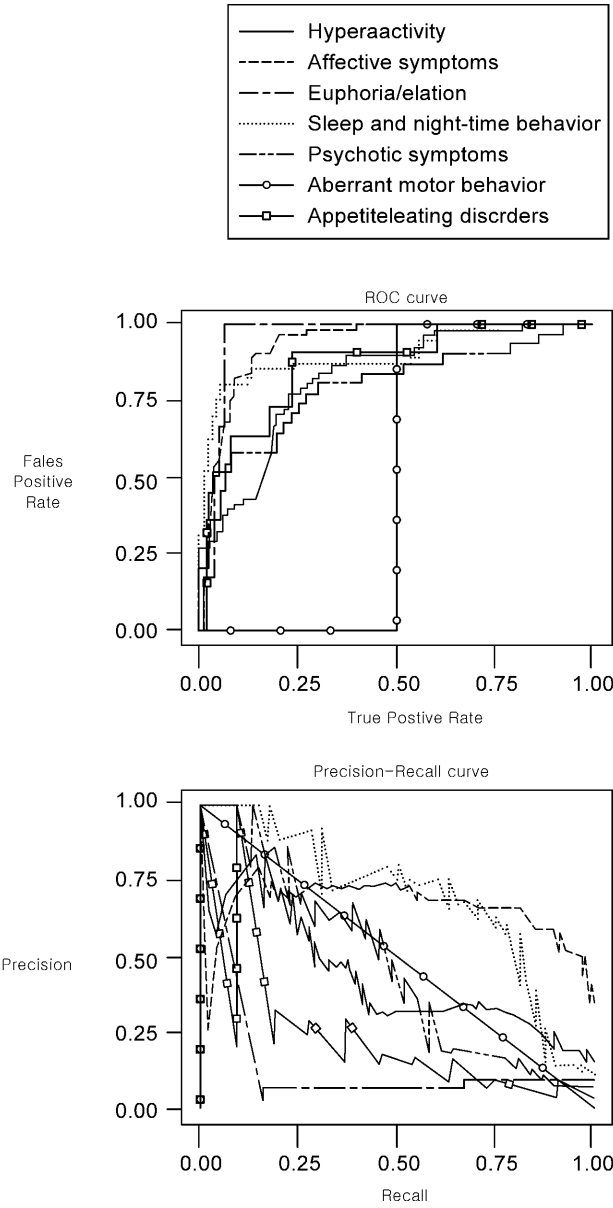 Hyperaactivity
Affective symptoms
Euphoria/elation
Sleep and night-time behavior
Psychotic symptoms
Aberrant motor behavior
Appetiteleating discrders
ROC curve
1.00
0.75
0.50
0.25
0.00
Fales
Positive
Rate
0.00 0.25 0.50 0.75 1.00
True Postive Rate
Precision-Recall curve
1.00
0.75
0.50
0.25
0.00
Precision
0.00 0.25 0.50 0.75 1.00
Recall